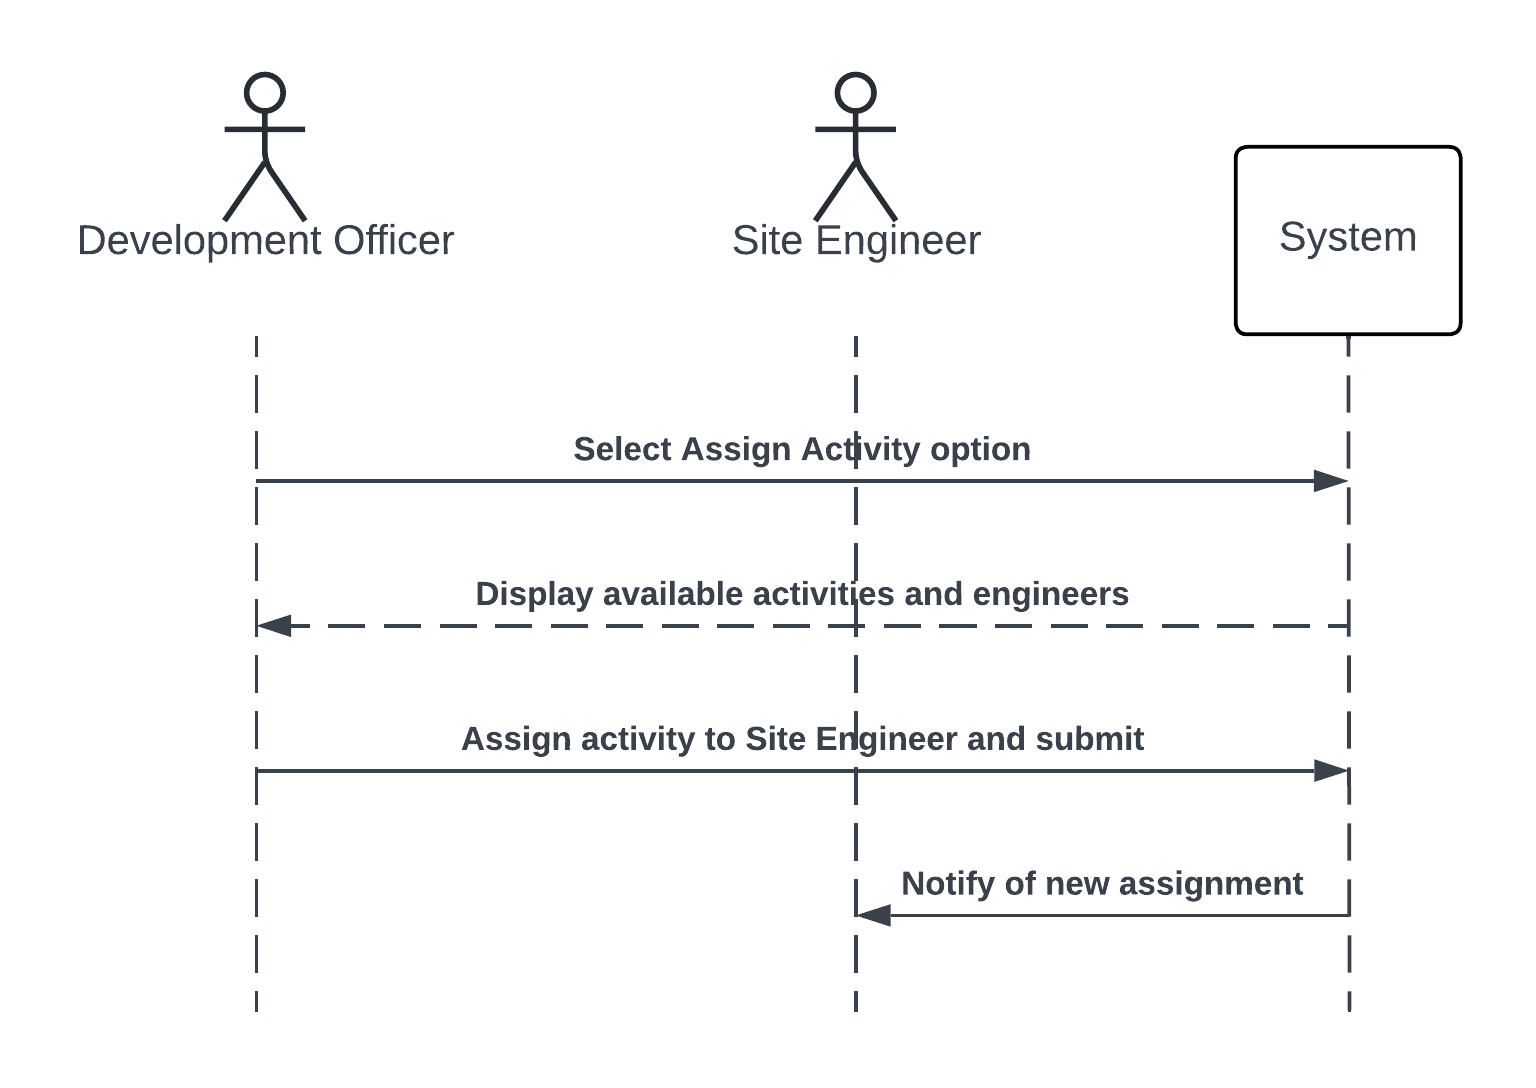 Development Officer
Site Engineer
System
Select Assign Activity option
Display available activities and engineers
Assign activity to Site Engineer and submit
Notify of new assignment